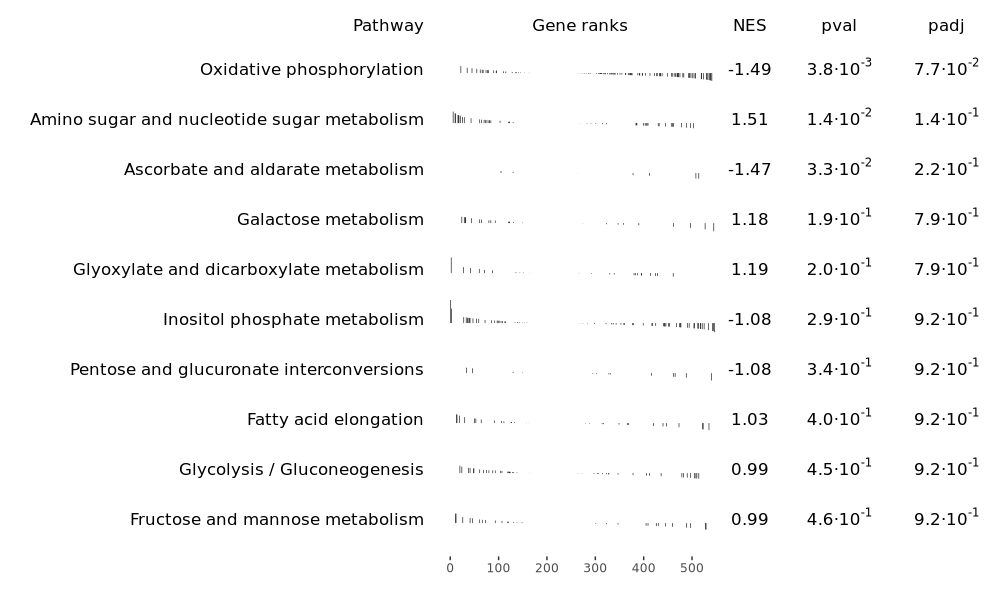 Pathway Gene ranks NES pval padj
Oxidative phosphorylation -1.49 3.8·10⁻³ 7.7·10⁻²
Amino sugar and nucleotide sugar metabolism 1.51 1.4·10⁻² 1.4·10⁻¹
Ascorbate and aldarate metabolism -1.47 3.3·10⁻² 2.2·10⁻¹
Galactose metabolism 1.18 1.9·10⁻¹ 7.9·10⁻¹
Glyoxylate and dicarboxylate metabolism 1.19 2.0·10⁻¹ 7.9·10⁻¹
Inositol phosphate metabolism -1.08 2.9·10⁻¹ 9.2·10⁻¹
Pentose and glucuronate interconversions -1.08 3.4·10⁻¹ 9.2·10⁻¹
Fatty acid elongation 1.03 4.0·10⁻¹ 9.2·10⁻¹
Glycolysis / Gluconeogenesis 0.99 4.5·10⁻¹ 9.2·10⁻¹
Fructose and mannose metabolism 0.99 4.6·10⁻¹ 9.2·10⁻¹
0 100 200 300 400 500